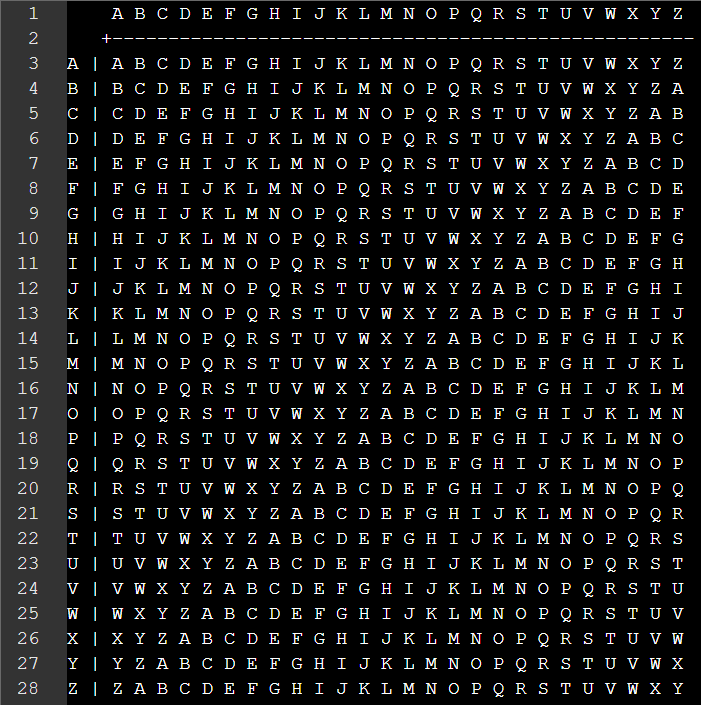 1 A B C D E F G H I J K L M N O P Q R S T U V W X Y Z
2 +---------------------------------------------------
3 A | A B C D E F G H I J K L M N O P Q R S T U V W X Y Z
4 B | B C D E F G H I J K L M N O P Q R S T U V W X Y Z A
5 C | C D E F G H I J K L M N O P Q R S T U V W X Y Z A B
6 D | D E F G H I J K L M N O P Q R S T U V W X Y Z A B C
7 E | E F G H I J K L M N O P Q R S T U V W X Y Z A B C D
8 F | F G H I J K L M N O P Q R S T U V W X Y Z A B C D E
9 G | G H I J K L M N O P Q R S T U V W X Y Z A B C D E F
10 H | H I J K L M N O P Q R S T U V W X Y Z A B C D E F G
11 I | I J K L M N O P Q R S T U V W X Y Z A B C D E F G H
12 J | J K L M N O P Q R S T U V W X Y Z A B C D E F G H I
13 K | K L M N O P Q R S T U V W X Y Z A B C D E F G H I J
14 L | L M N O P Q R S T U V W X Y Z A B C D E F G H I J K
15 M | M N O P Q R S T U V W X Y Z A B C D E F G H I J K L
16 N | N O P Q R S T U V W X Y Z A B C D E F G H I J K L M
17 O | O P Q R S T U V W X Y Z A B C D E F G H I J K L M N
18 P | P Q R S T U V W X Y Z A B C D E F G H I J K L M N O
19 Q | Q R S T U V W X Y Z A B C D E F G H I J K L M N O P
20 R | R S T U V W X Y Z A B C D E F G H I J K L M N O P Q
21 S | S T U V W X Y Z A B C D E F G H I J K L M N O P Q R
22 T | T U V W X Y Z A B C D E F G H I J K L M N O P Q R S
23 U | U V W X Y Z A B C D E F G H I J K L M N O P Q R S T
24 V | V W X Y Z A B C D E F G H I J K L M N O P Q R S T U
25 W | W X Y Z A B C D E F G H I J K L M N O P Q R S T U V
26 X | X Y Z A B C D E F G H I J K L M N O P Q R S T U V W
27 Y | Y Z A B C D E F G H I J K L M N O P Q R S T U V W X
28 Z | Z A B C D E F G H I J K L M N O P Q R S T U V W X Y